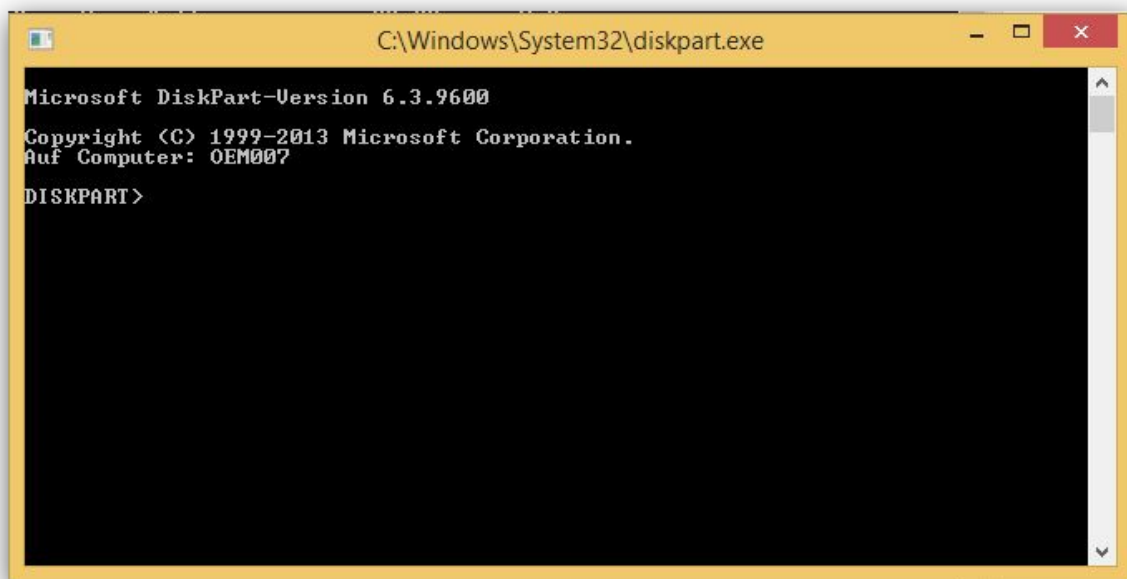 C:\Windows\System32\diskpart.exe
Microsoft DiskPart-Version 6.3.9600
Copyright (C) 1999-2013 Microsoft Corporation.
Auf Computer: OEM007
DISKPART>